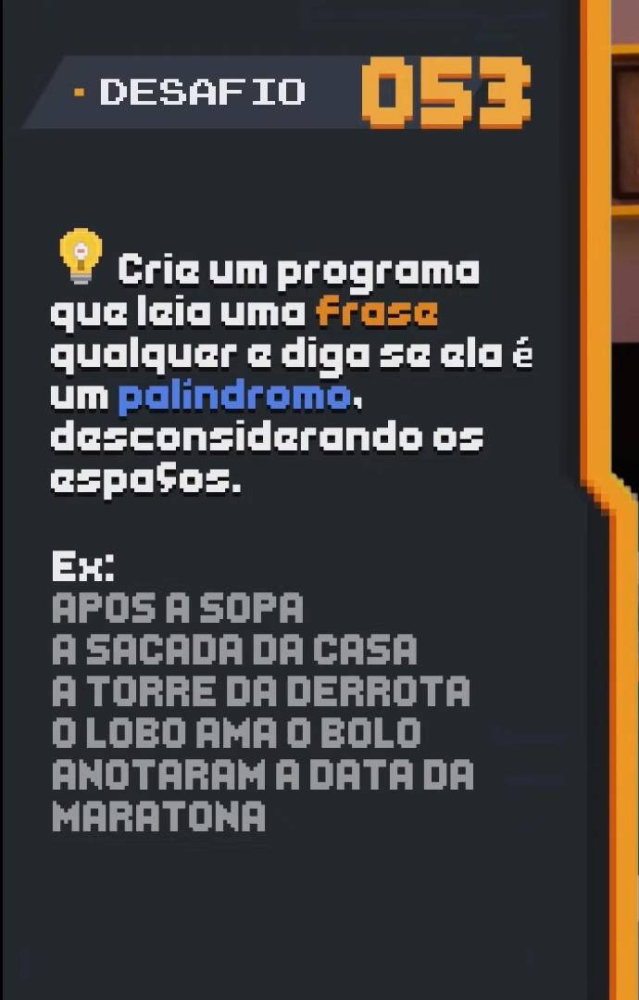 DESAFIO 053
Crie um programa
que leia uma frase
qualquer e diga se ela é
um palíndromo,
desconsiderando os
espaços.
Ex:
APOS A SOPA
A SACADA DA CASA
A TORRE DA DERROTA
O LOBO AMA O BOLO
ANOTARAM A DATA DA
MARATONA